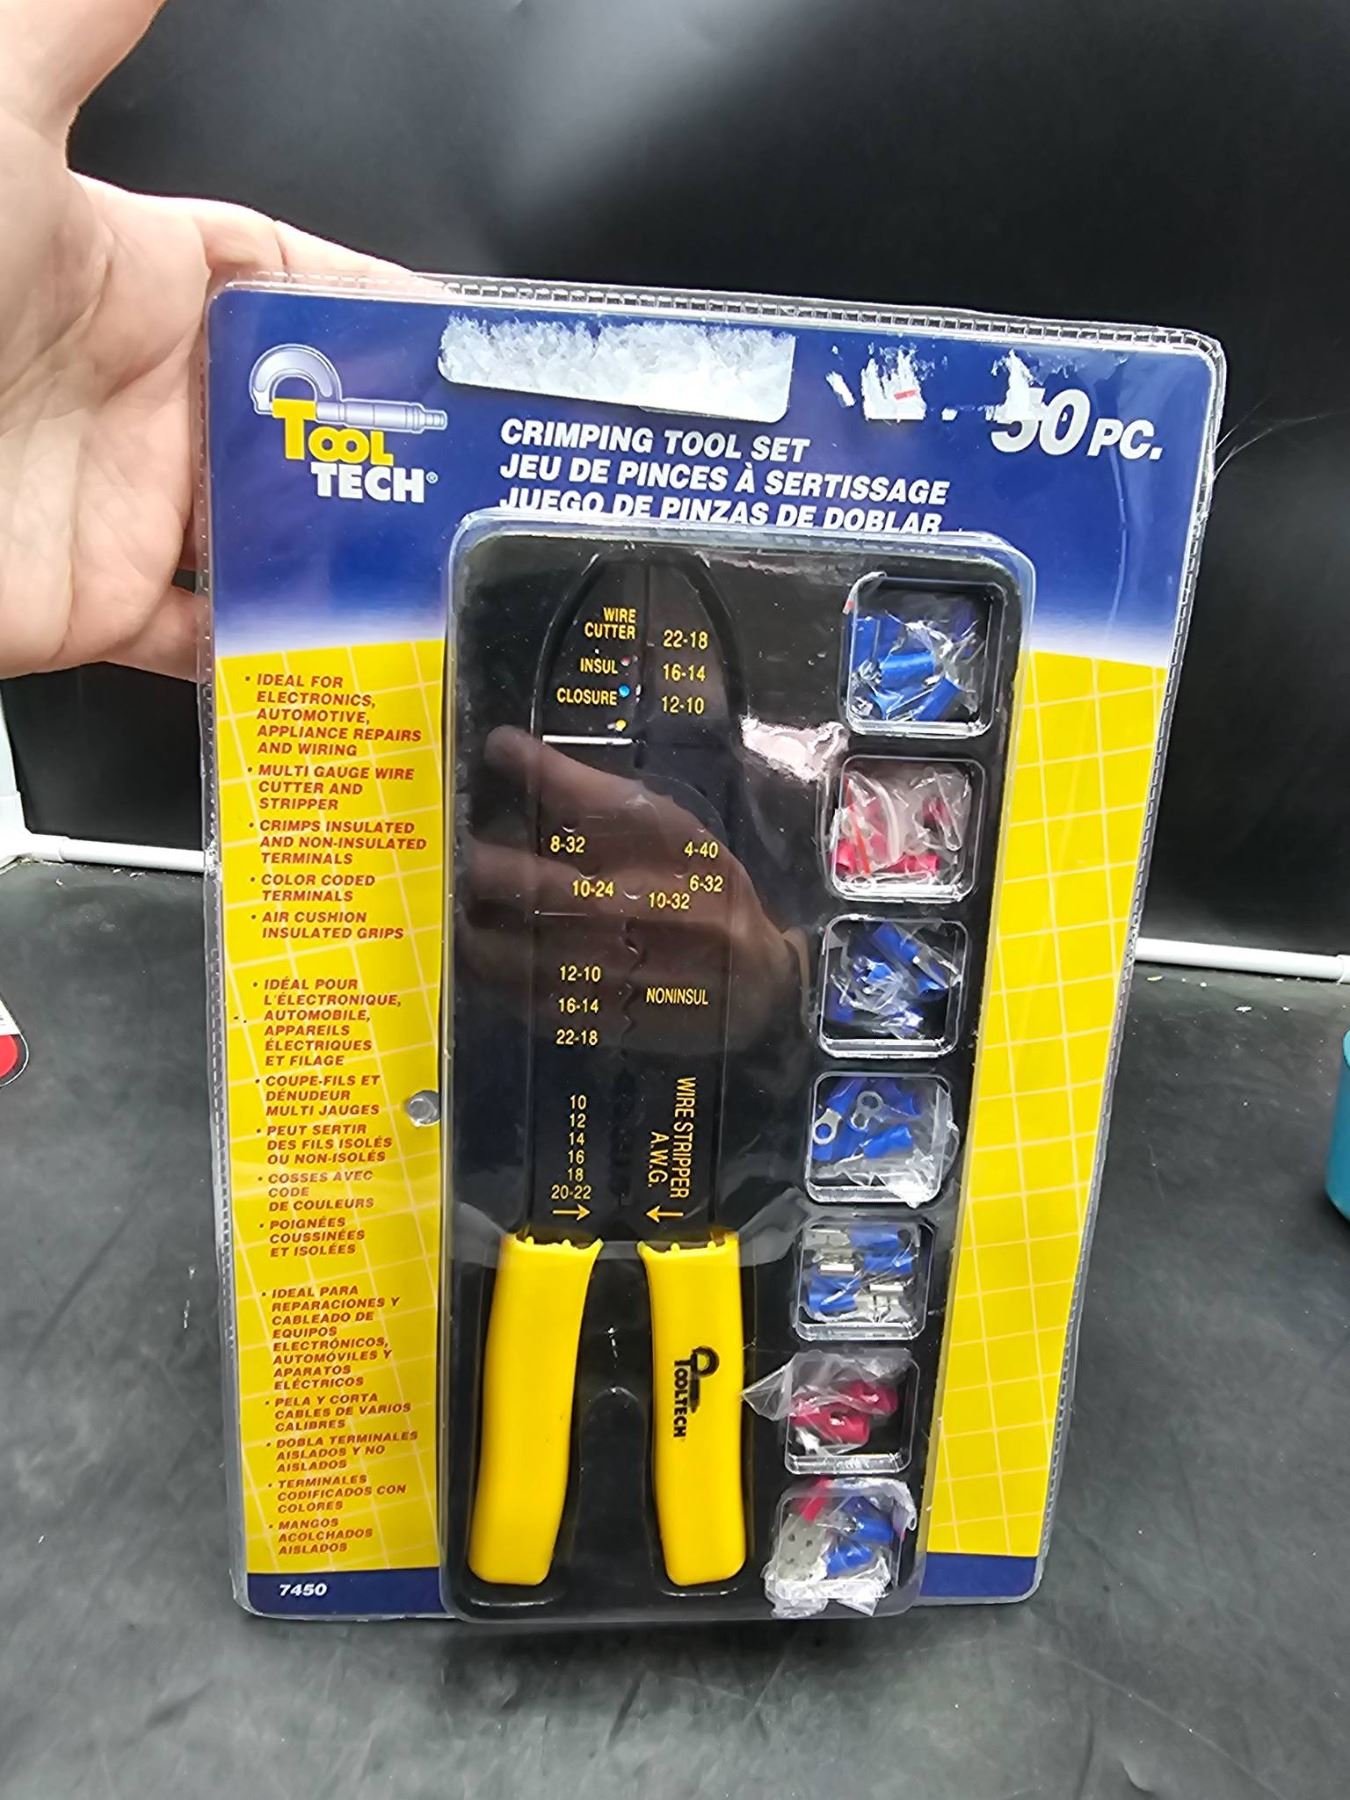 TOOL
TECH®
50 PC.
CRIMPING TOOL SET
JEU DE PINCES À SERTISSAGE
JUEGO DE PINZAS DE DOBLAR
• IDEAL FOR
ELECTRONICS,
AUTOMOTIVE,
APPLIANCE REPAIRS
AND WIRING
• MULTI GAUGE WIRE
CUTTER AND
STRIPPER
• CRIMPS INSULATED
AND NON-INSULATED
TERMINALS
• COLOR CODED
TERMINALS
• AIR CUSHION
INSULATED GRIPS
• IDÉAL POUR
L'ÉLECTRONIQUE,
AUTOMOBILE,
APPAREILS
ÉLECTRIQUES
ET FILAGE
• COUPE-FILS ET
DÉNUDEUR
MULTI JAUGES
• PEUT SERTIR
DES FILS ISOLÉS
OU NON-ISOLÉS
• COSSES AVEC
CODE
DE COULEURS
• POIGNÉES
COUSSINÉES
ET ISOLÉES
• IDEAL PARA
REPARACIONES Y
CABLEADO DE
EQUIPOS
ELECTRÓNICOS,
AUTOMÓVILES Y
APARATOS
ELÉCTRICOS
• PELA Y CORTA
CABLES DE VARIOS
CALIBRES
• DOBLA TERMINALES
AISLADOS Y NO
AISLADOS
• TERMINALES
CODIFICADOS CON
COLORES
• MANGOS
ACOLCHADOS
AISLADOS
7450
WIRE
CUTTER
22-18
INSUL
16-14
CLOSURE
12-10
8-32
4-40
10-24
6-32
10-32
12-10
16-14
NONINSUL
22-18
10
12
14
16
18
20-22
WIRE STRIPPER
A.W.G.
TOOLTECH